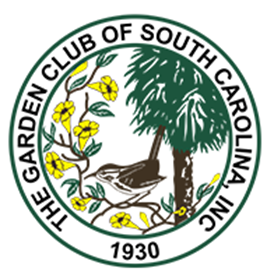 THE GARDEN CLUB OF SOUTH CAROLINA, INC
1930